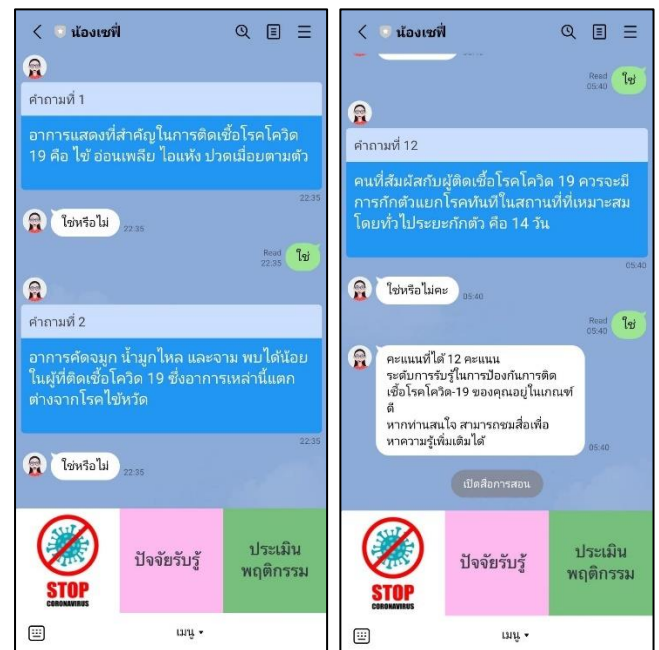 น้องเชฟี่
คำถามที่ 1
อาการแสดงที่สำคัญในการติดเชื้อโรคโควิด
19 คือ ไข้ อ่อนเพลีย ไอแห้ง ปวดเมื่อยตามตัว
22:35
ใช่หรือไม่
22:35
Read
22:35
ใช่
คำถามที่ 2
อาการคัดจมูก น้ำมูกไหล และจาม พบได้น้อย
ในผู้ที่ติดเชื้อโควิด 19 ซึ่งอาการเหล่านี้แตก
ต่างจากโรคไข้หวัด
22:35
ใช่หรือไม่
22:35
STOP
CORONAVIRUS
ปัจจัยรับรู้
ประเมิน
พฤติกรรม
เมนู
น้องเชฟี่
Read
05:40
ใช่
คำถามที่ 12
คนที่สัมผัสกับผู้ติดเชื้อโรคโควิด 19 ควรจะมี
การกักตัวแยกโรคทันทีในสถานที่ที่เหมาะสม
โดยทั่วไประยะกักตัว คือ 14 วัน
05:40
ใช่หรือไม่คะ
05:40
Read
05:40
ใช่
คะแนนที่ได้ 12 คะแนน
ระดับการรับรู้ในการป้องกันการติด
เชื้อโรคโควิด-19 ของคุณอยู่ในเกณฑ์
ดี
หากท่านสนใจ สามารถชมสื่อเพื่อ
หาความรู้เพิ่มเติมได้
05:40
เปิดสื่อการสอน
STOP
CORONAVIRUS
ปัจจัยรับรู้
ประเมิน
พฤติกรรม
เมนู